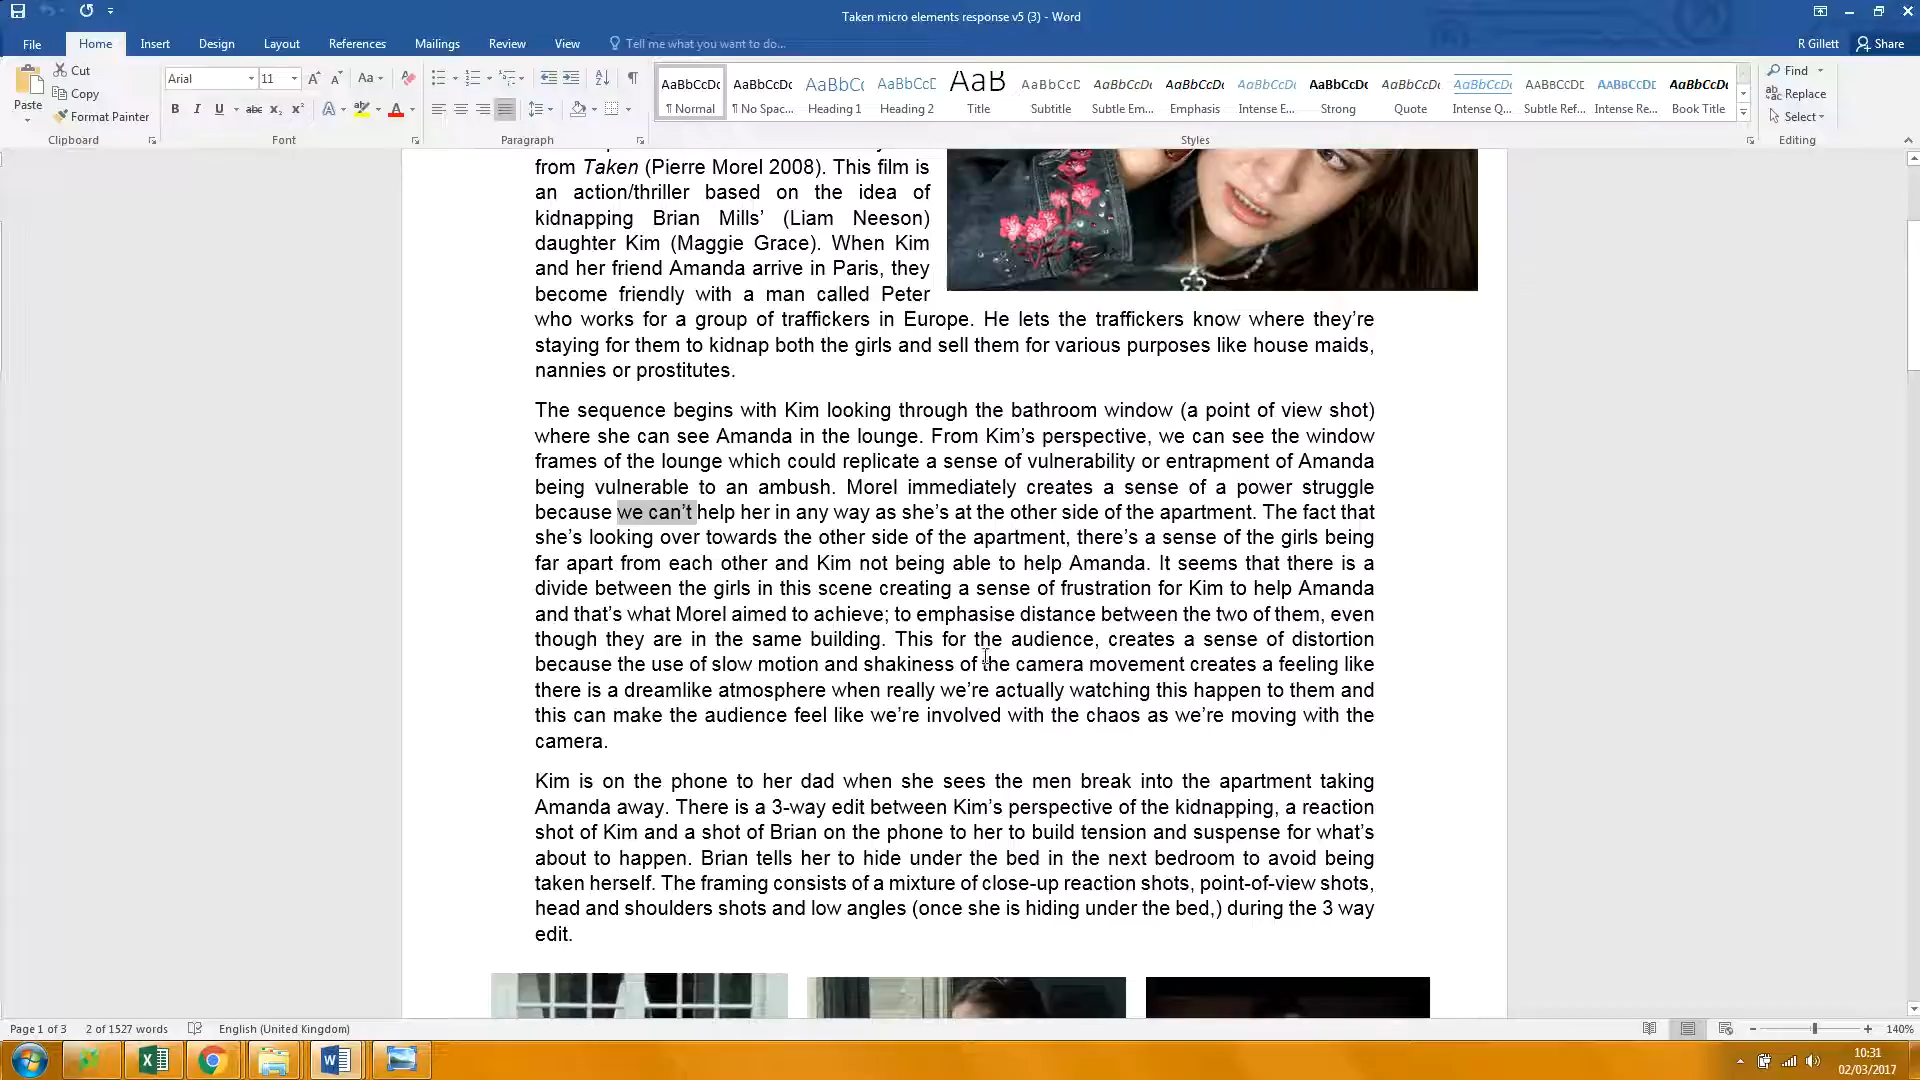 Taken micro elements response v5 (3) - Word
File Home Insert Design Layout References Mailings Review View Tell me what you want to do... R Gillett Share
Paste Cut Copy Format Painter
Clipboard
Arial 11 Aa
B I U abc X₂ X² A A
Font
Paragraph
AaBbCcDc AaBbCcDc AaBbCc AaBbCcD AaB AaBbCcD AaBbCcDc AaBbCcDc AaBbCcDc AaBbCcDc AaBbCcDc AaBbCcDc AaBbCcDd AaBbCcDd AaBbCcDc
¶ Normal ¶ No Spac... Heading 1 Heading 2 Title Subtitle Subtle Em... Emphasis Intense E... Strong Quote Intense Q... Subtle Ref... Intense Re... Book Title
Styles
Find
Replace
Select
Editing
from Taken (Pierre Morel 2008). This film is
an action/thriller based on the idea of
kidnapping Brian Mills’ (Liam Neeson)
daughter Kim (Maggie Grace). When Kim
and her friend Amanda arrive in Paris, they
become friendly with a man called Peter
who works for a group of traffickers in Europe. He lets the traffickers know where they’re
staying for them to kidnap both the girls and sell them for various purposes like house maids,
nannies or prostitutes.
The sequence begins with Kim looking through the bathroom window (a point of view shot)
where she can see Amanda in the lounge. From Kim’s perspective, we can see the window
frames of the lounge which could replicate a sense of vulnerability or entrapment of Amanda
being vulnerable to an ambush. Morel immediately creates a sense of a power struggle
because we can’t help her in any way as she’s at the other side of the apartment. The fact that
she’s looking over towards the other side of the apartment, there’s a sense of the girls being
far apart from each other and Kim not being able to help Amanda. It seems that there is a
divide between the girls in this scene creating a sense of frustration for Kim to help Amanda
and that’s what Morel aimed to achieve; to emphasise distance between the two of them, even
though they are in the same building. This for the audience, creates a sense of distortion
because the use of slow motion and shakiness of the camera movement creates a feeling like
there is a dreamlike atmosphere when really we’re actually watching this happen to them and
this can make the audience feel like we’re involved with the chaos as we’re moving with the
camera.
Kim is on the phone to her dad when she sees the men break into the apartment taking
Amanda away. There is a 3-way edit between Kim’s perspective of the kidnapping, a reaction
shot of Kim and a shot of Brian on the phone to her to build tension and suspense for what’s
about to happen. Brian tells her to hide under the bed in the next bedroom to avoid being
taken herself. The framing consists of a mixture of close-up reaction shots, point-of-view shots,
head and shoulders shots and low angles (once she is hiding under the bed,) during the 3 way
edit.
Page 1 of 3 2 of 1527 words English (United Kingdom) 140%
10:31
02/03/2017